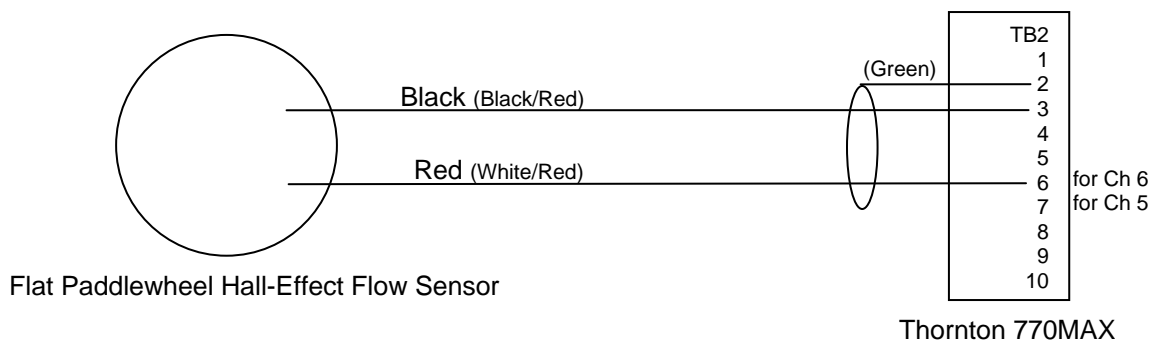 TB2
1
(Green)
2
Black (Black/Red)
3
4
5
Red (White/Red)
6 for Ch 6
7 for Ch 5
8
9
10
Flat Paddlewheel Hall-Effect Flow Sensor
Thornton 770MAX